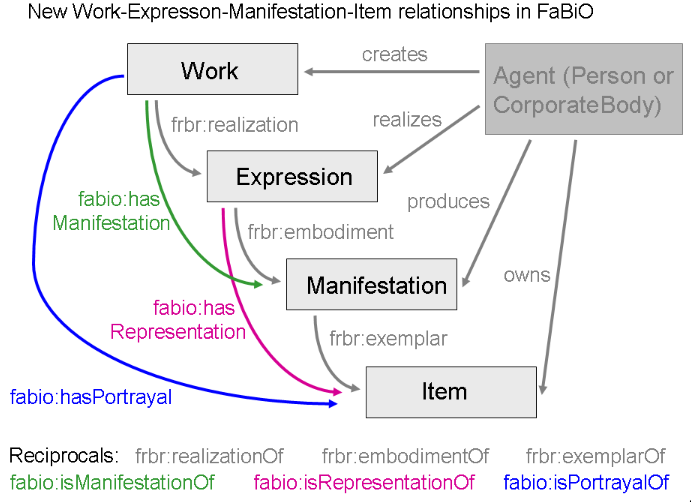 New Work-Expresson-Manifestation-Item relationships in FaBiO
creates
Work
Agent (Person or
CorporateBody)
frbr:realization
realizes
Expression
fabio:has
Manifestation
produces
frbr:embodiment
owns
Manifestation
fabio:has
Representation
frbr:exemplar
Item
fabio:hasPortrayal
Reciprocals: frbr:realizationOf frbr:embodimentOf frbr:exemplarOf
fabio:isManifestationOf fabio:isRepresentationOf fabio:isPortrayalOf